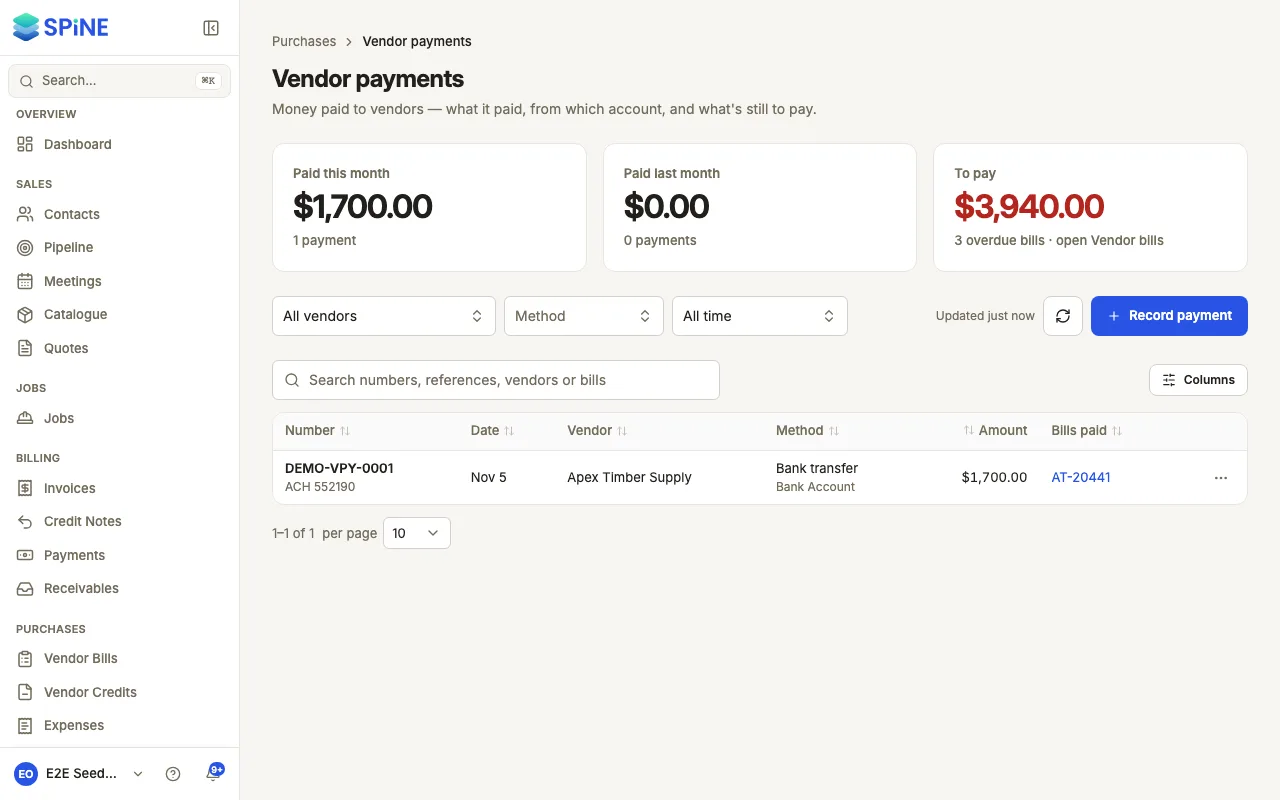 SPiNE
Search... ⌘K
OVERVIEW
Dashboard
SALES
Contacts
Pipeline
Meetings
Catalogue
Quotes
JOBS
Jobs
BILLING
Invoices
Credit Notes
Payments
Receivables
PURCHASES
Vendor Bills
Vendor Credits
Expenses
EO E2E Seed... 9+
Purchases > Vendor payments
Vendor payments
Money paid to vendors — what it paid, from which account, and what's still to pay.
Paid this month
$1,700.00
1 payment
Paid last month
$0.00
0 payments
To pay
$3,940.00
3 overdue bills · open Vendor bills
All vendors Method All time Updated just now + Record payment
Search numbers, references, vendors or bills Columns
Number Date Vendor Method Amount Bills paid
DEMO-VPY-0001 Nov 5 Apex Timber Supply Bank transfer $1,700.00 AT-20441 ...
ACH 552190 Bank Account
1–1 of 1 per page 10